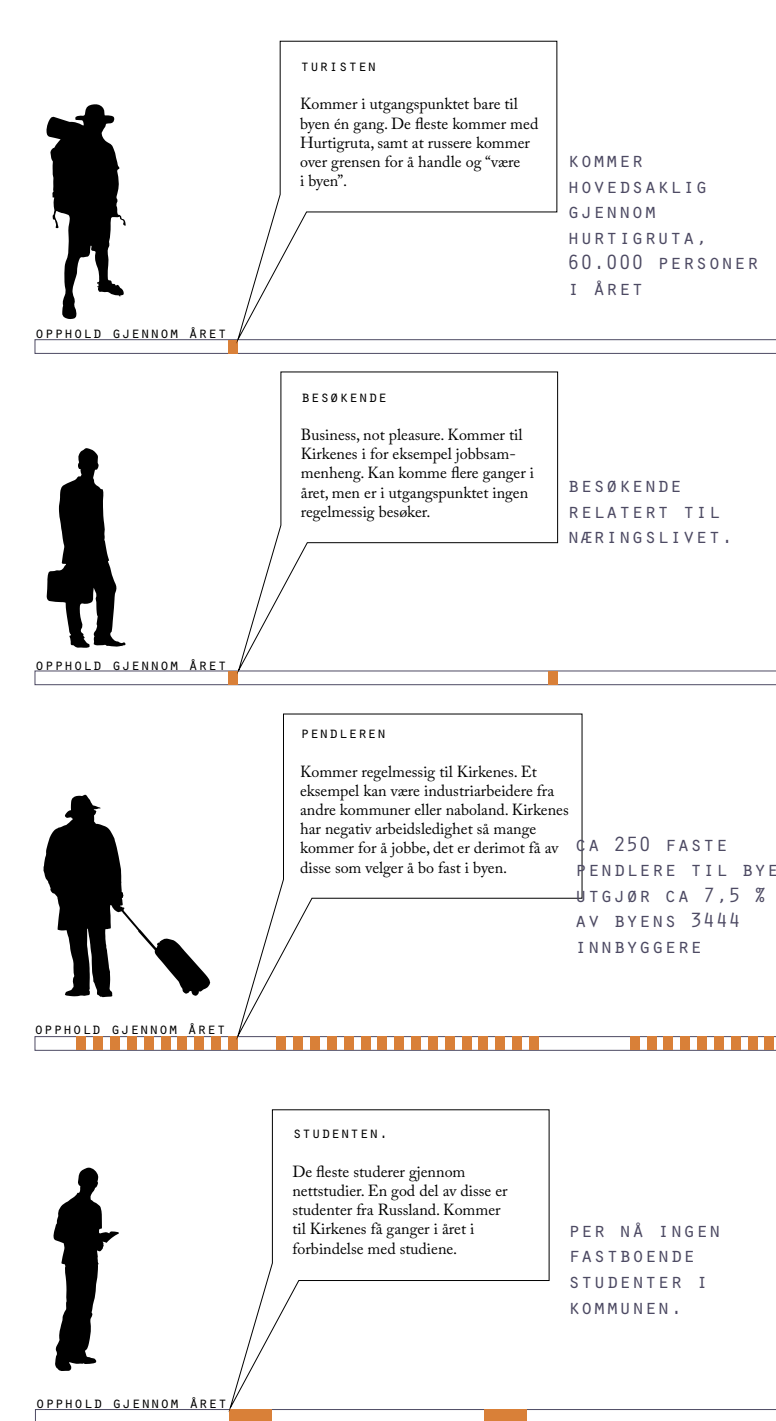 TURISTEN
Kommer i utgangspunktet bare til
byen én gang. De fleste kommer med
Hurtigruta, samt at russere kommer
over grensen for å handle og “være
i byen”.
KOMMER
HOVEDSAKLIG
GJENNOM
HURTIGRUTA,
60.000 PERSONER
I ÅRET
OPPHOLD GJENNOM ÅRET
BESØKENDE
Business, not pleasure. Kommer til
Kirkenes i for eksempel jobbsam-
menheng. Kan komme flere ganger i
året, men er i utgangspunktet ingen
regelmessig besøker.
BESØKENDE
RELATERT TIL
NÆRINGSLIVET.
OPPHOLD GJENNOM ÅRET
PENDLEREN
Kommer regelmessig til Kirkenes. Et
eksempel kan være industriarbeidere fra
andre kommuner eller naboland. Kirkenes
har negativ arbeidsledighet så mange
kommer for å jobbe, det er derimot få av
disse som velger å bo fast i byen.
CA 250 FASTE
PENDLERE TIL BYE
UTGJØR CA 7,5 %
AV BYENS 3444
INNBYGGERE
OPPHOLD GJENNOM ÅRET
STUDENTEN.
De fleste studerer gjennom
nettstudier. En god del av disse er
studenter fra Russland. Kommer
til Kirkenes få ganger i året i
forbindelse med studiene.
PER NÅ INGEN
FASTBOENDE
STUDENTER I
KOMMUNEN.
OPPHOLD GJENNOM ÅRET